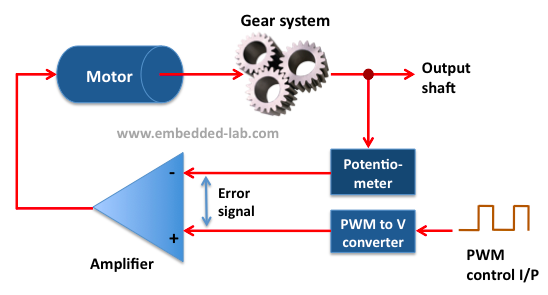 Gear system
Motor
Output
shaft
www.embedded-lab.com
Potentio-
meter
-
Error
signal
+
PWM to V
converter
Amplifier
PWM
control I/P